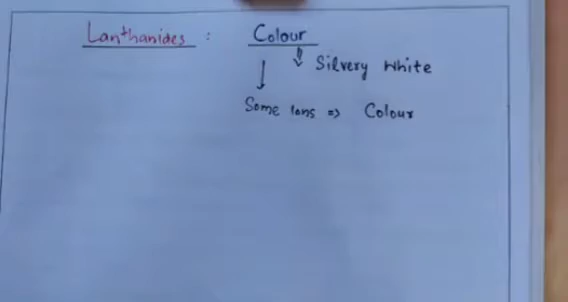 Lanthanides : Colour
↓ ⇓ Silvery White
Some Ions => Colour